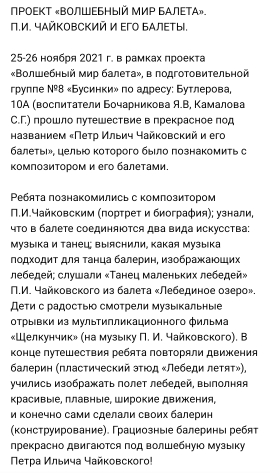 ПРОЕКТ «ВОЛШЕБНЫЙ МИР БАЛЕТА».
П.И. ЧАЙКОВСКИЙ И ЕГО БАЛЕТЫ.

25-26 ноября 2021 г. в рамках проекта
«Волшебный мир балета», в подготовительной
группе №8 «Бусинки» по адресу: Бутлерова,
10А (воспитатели Бочарникова Я.В, Камалова
С.Г.) прошло путешествие в прекрасное под
названием «Петр Ильич Чайковский и его
балеты», целью которого было познакомить с
композитором и его балетами.

Ребята познакомились с композитором
П.И.Чайковским (портрет и биография); узнали,
что в балете соединяются два вида искусства:
музыка и танец; выяснили, какая музыка
подходит для танца балерин, изображающих
лебедей; слушали «Танец маленьких лебедей»
П.И. Чайковского из балета «Лебединое озеро».
Дети с радостью смотрели музыкальные
отрывки из мультипликационного фильма
«Щелкунчик» (на музыку П. И. Чайковского). В
конце путешествия ребята повторяли движения
балерин (пластический этюд «Лебеди летят»),
учились изображать полет лебедей, выполняя
красивые, плавные, широкие движения,
и конечно сами сделали своих балерин
(конструирование). Грациозные балерины ребят
прекрасно двигаются под волшебную музыку
Петра Ильича Чайковского!